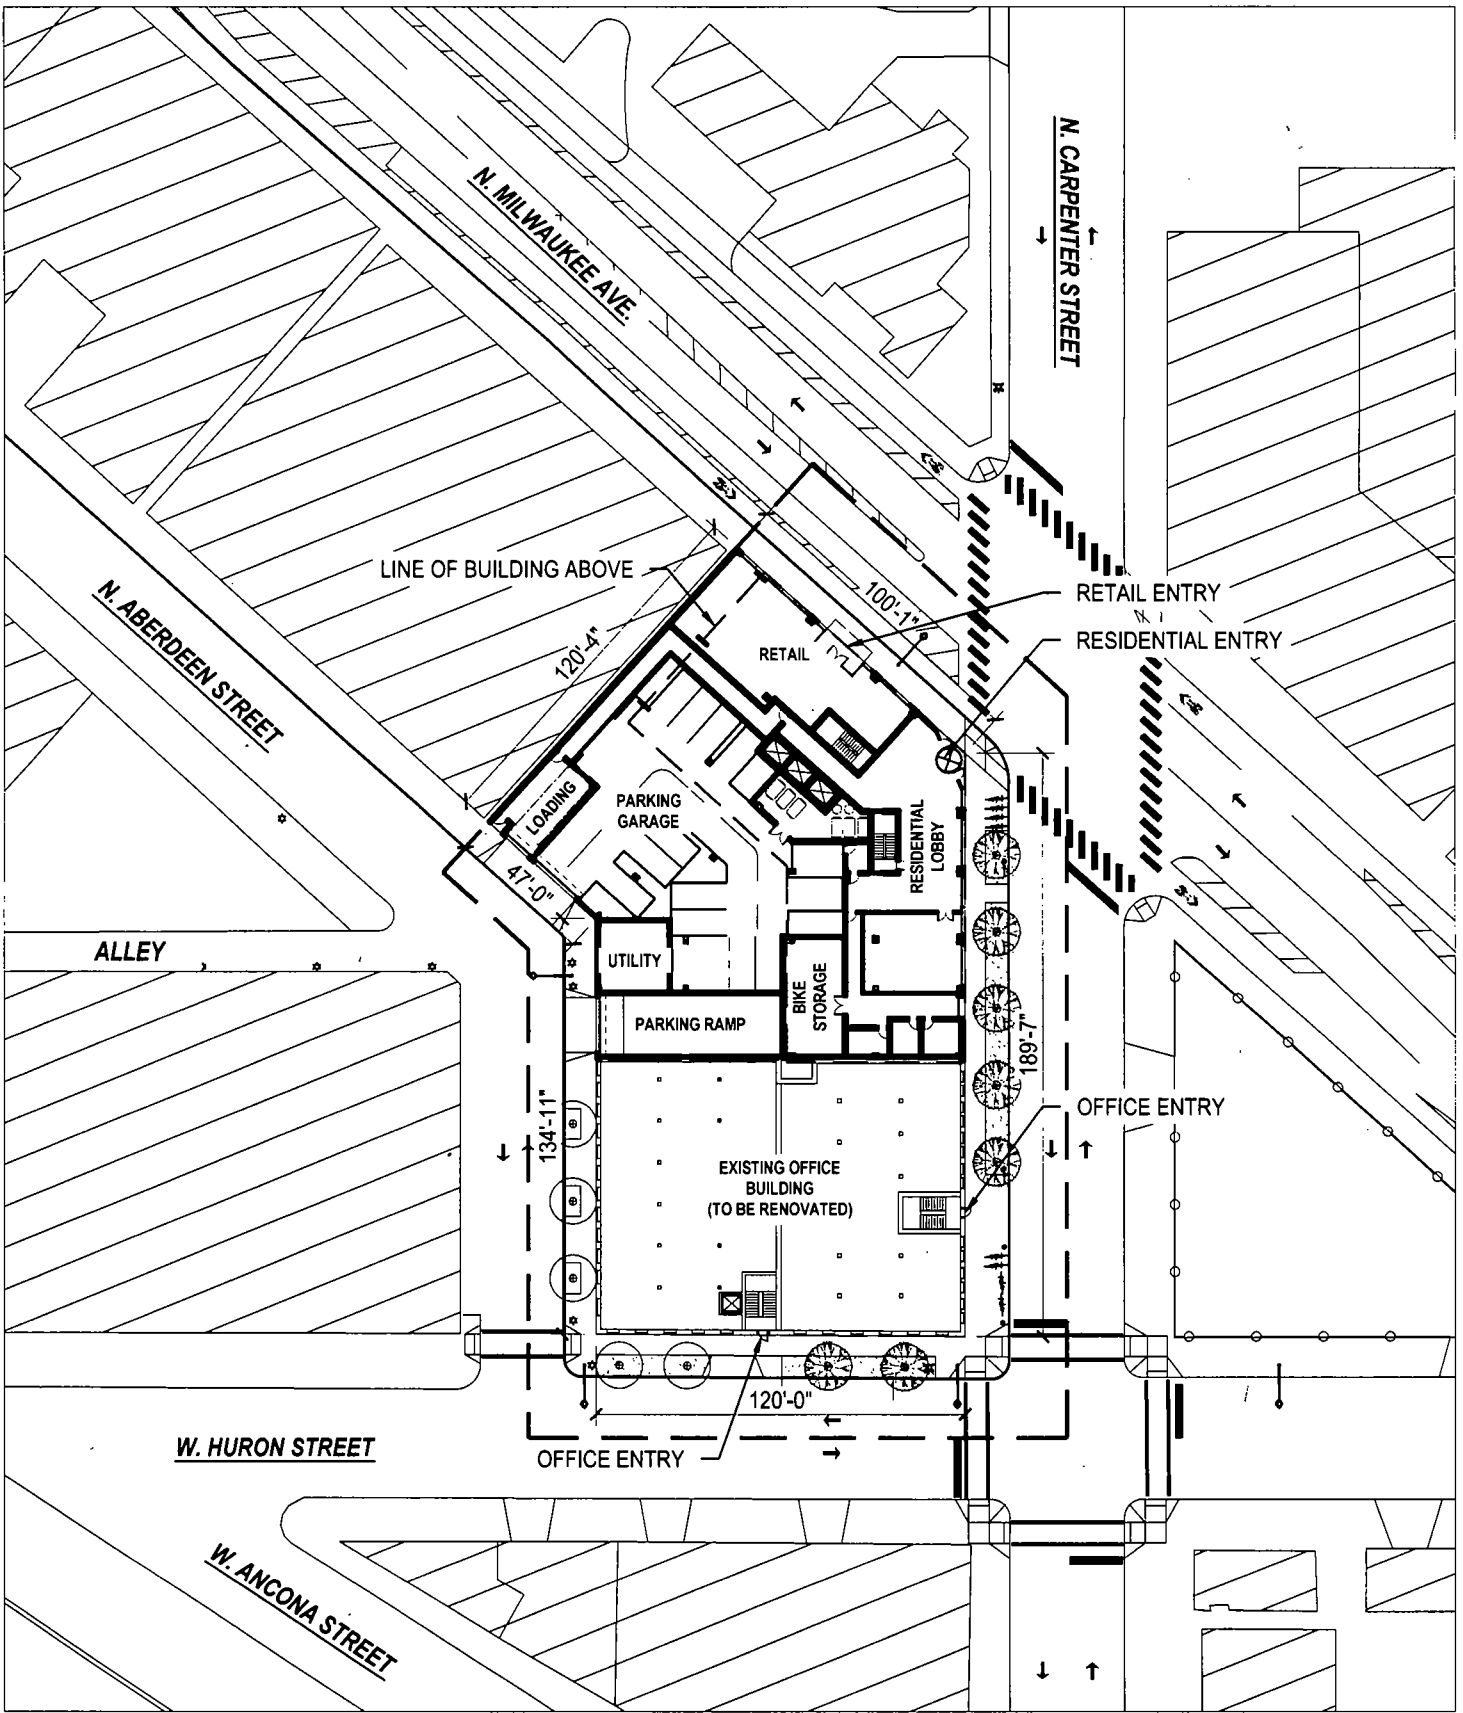 N. CARPENTER STREET
N. MILWAUKEE AVE.
LINE OF BUILDING ABOVE
RETAIL ENTRY
100'-1"
N. ABERDEEN STREET
120'-4"
RETAIL
RESIDENTIAL ENTRY
LOADING
PARKING
GARAGE
RESIDENTIAL
LOBBY
47'-0"
ALLEY
UTILITY
BIKE
STORAGE
PARKING RAMP
189'-7"
134'-11"
OFFICE ENTRY
EXISTING OFFICE
BUILDING
(TO BE RENOVATED)
120'-0"
W. HURON STREET
OFFICE ENTRY
W. ANCONA STREET